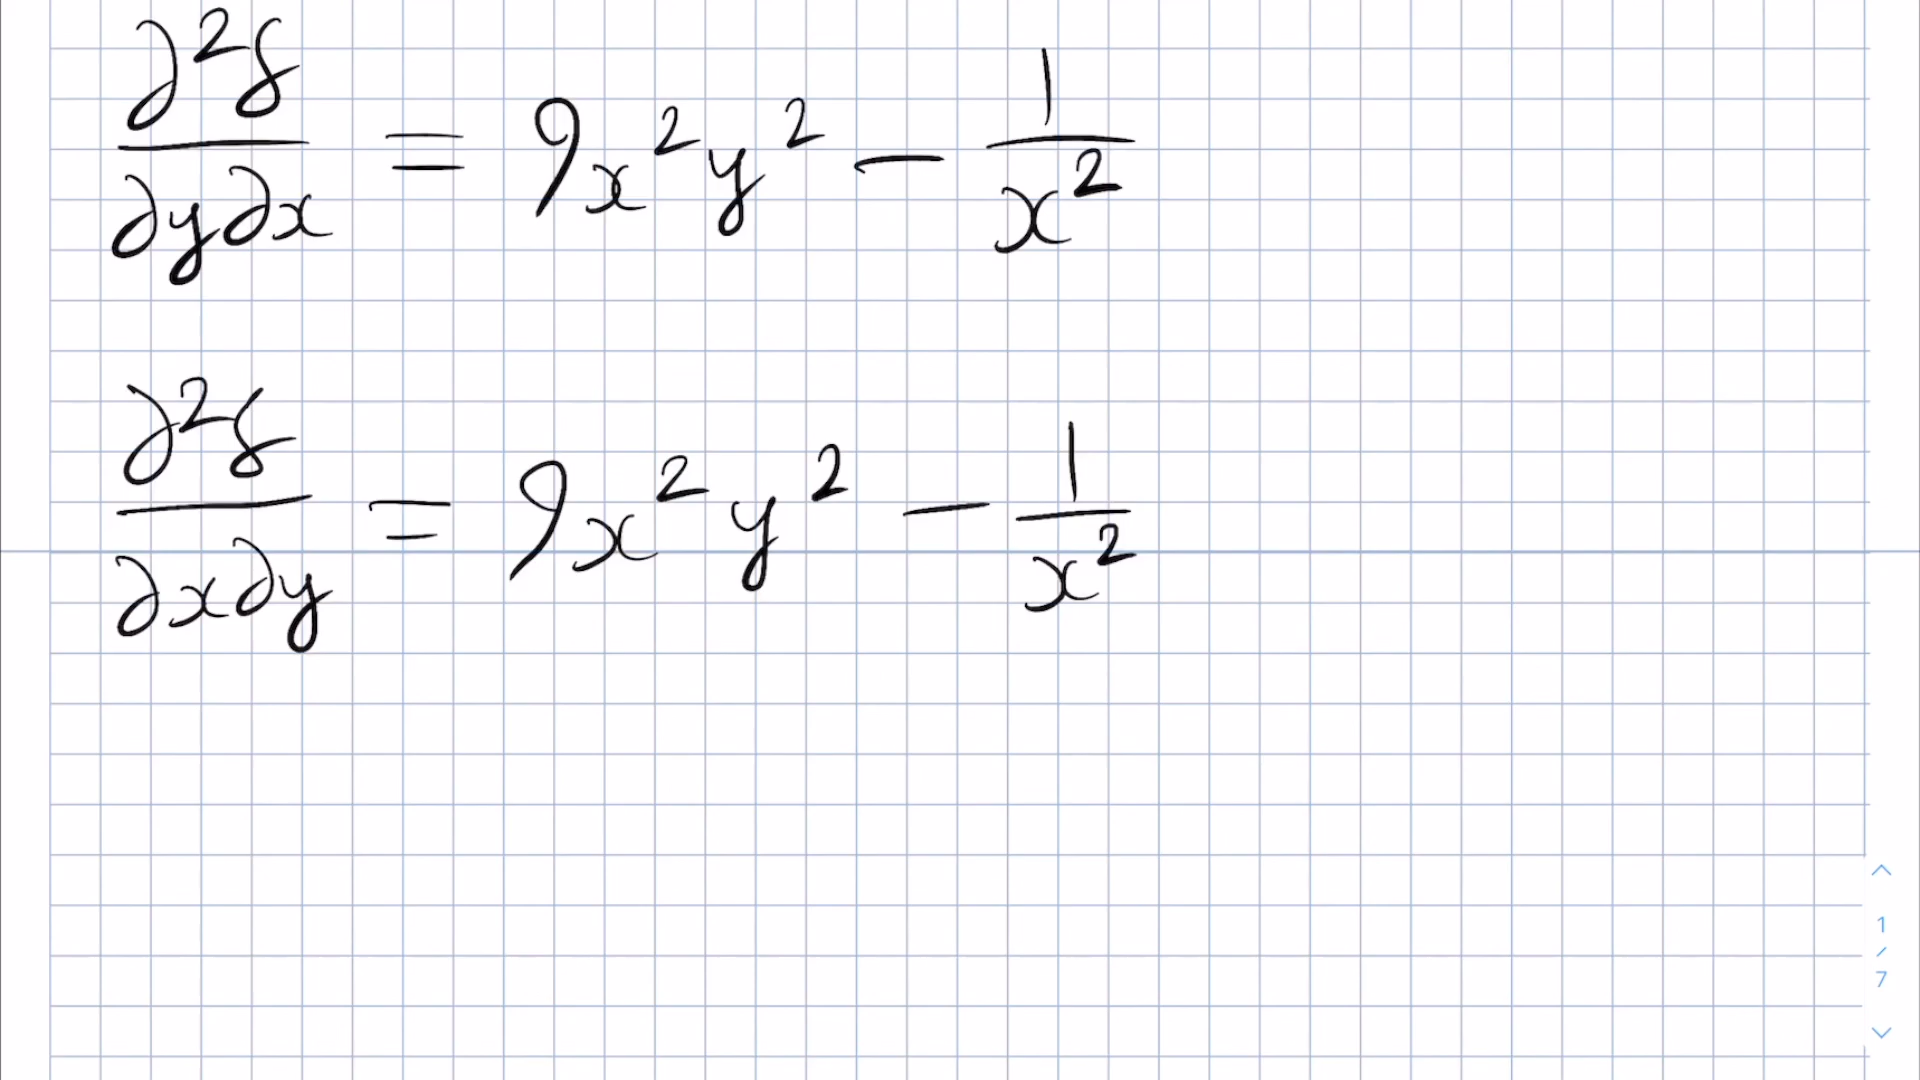 ∂²f/∂y∂x = 9x²y² − 1/x²
∂²f/∂x∂y = 9x²y² − 1/x²
1
/
7